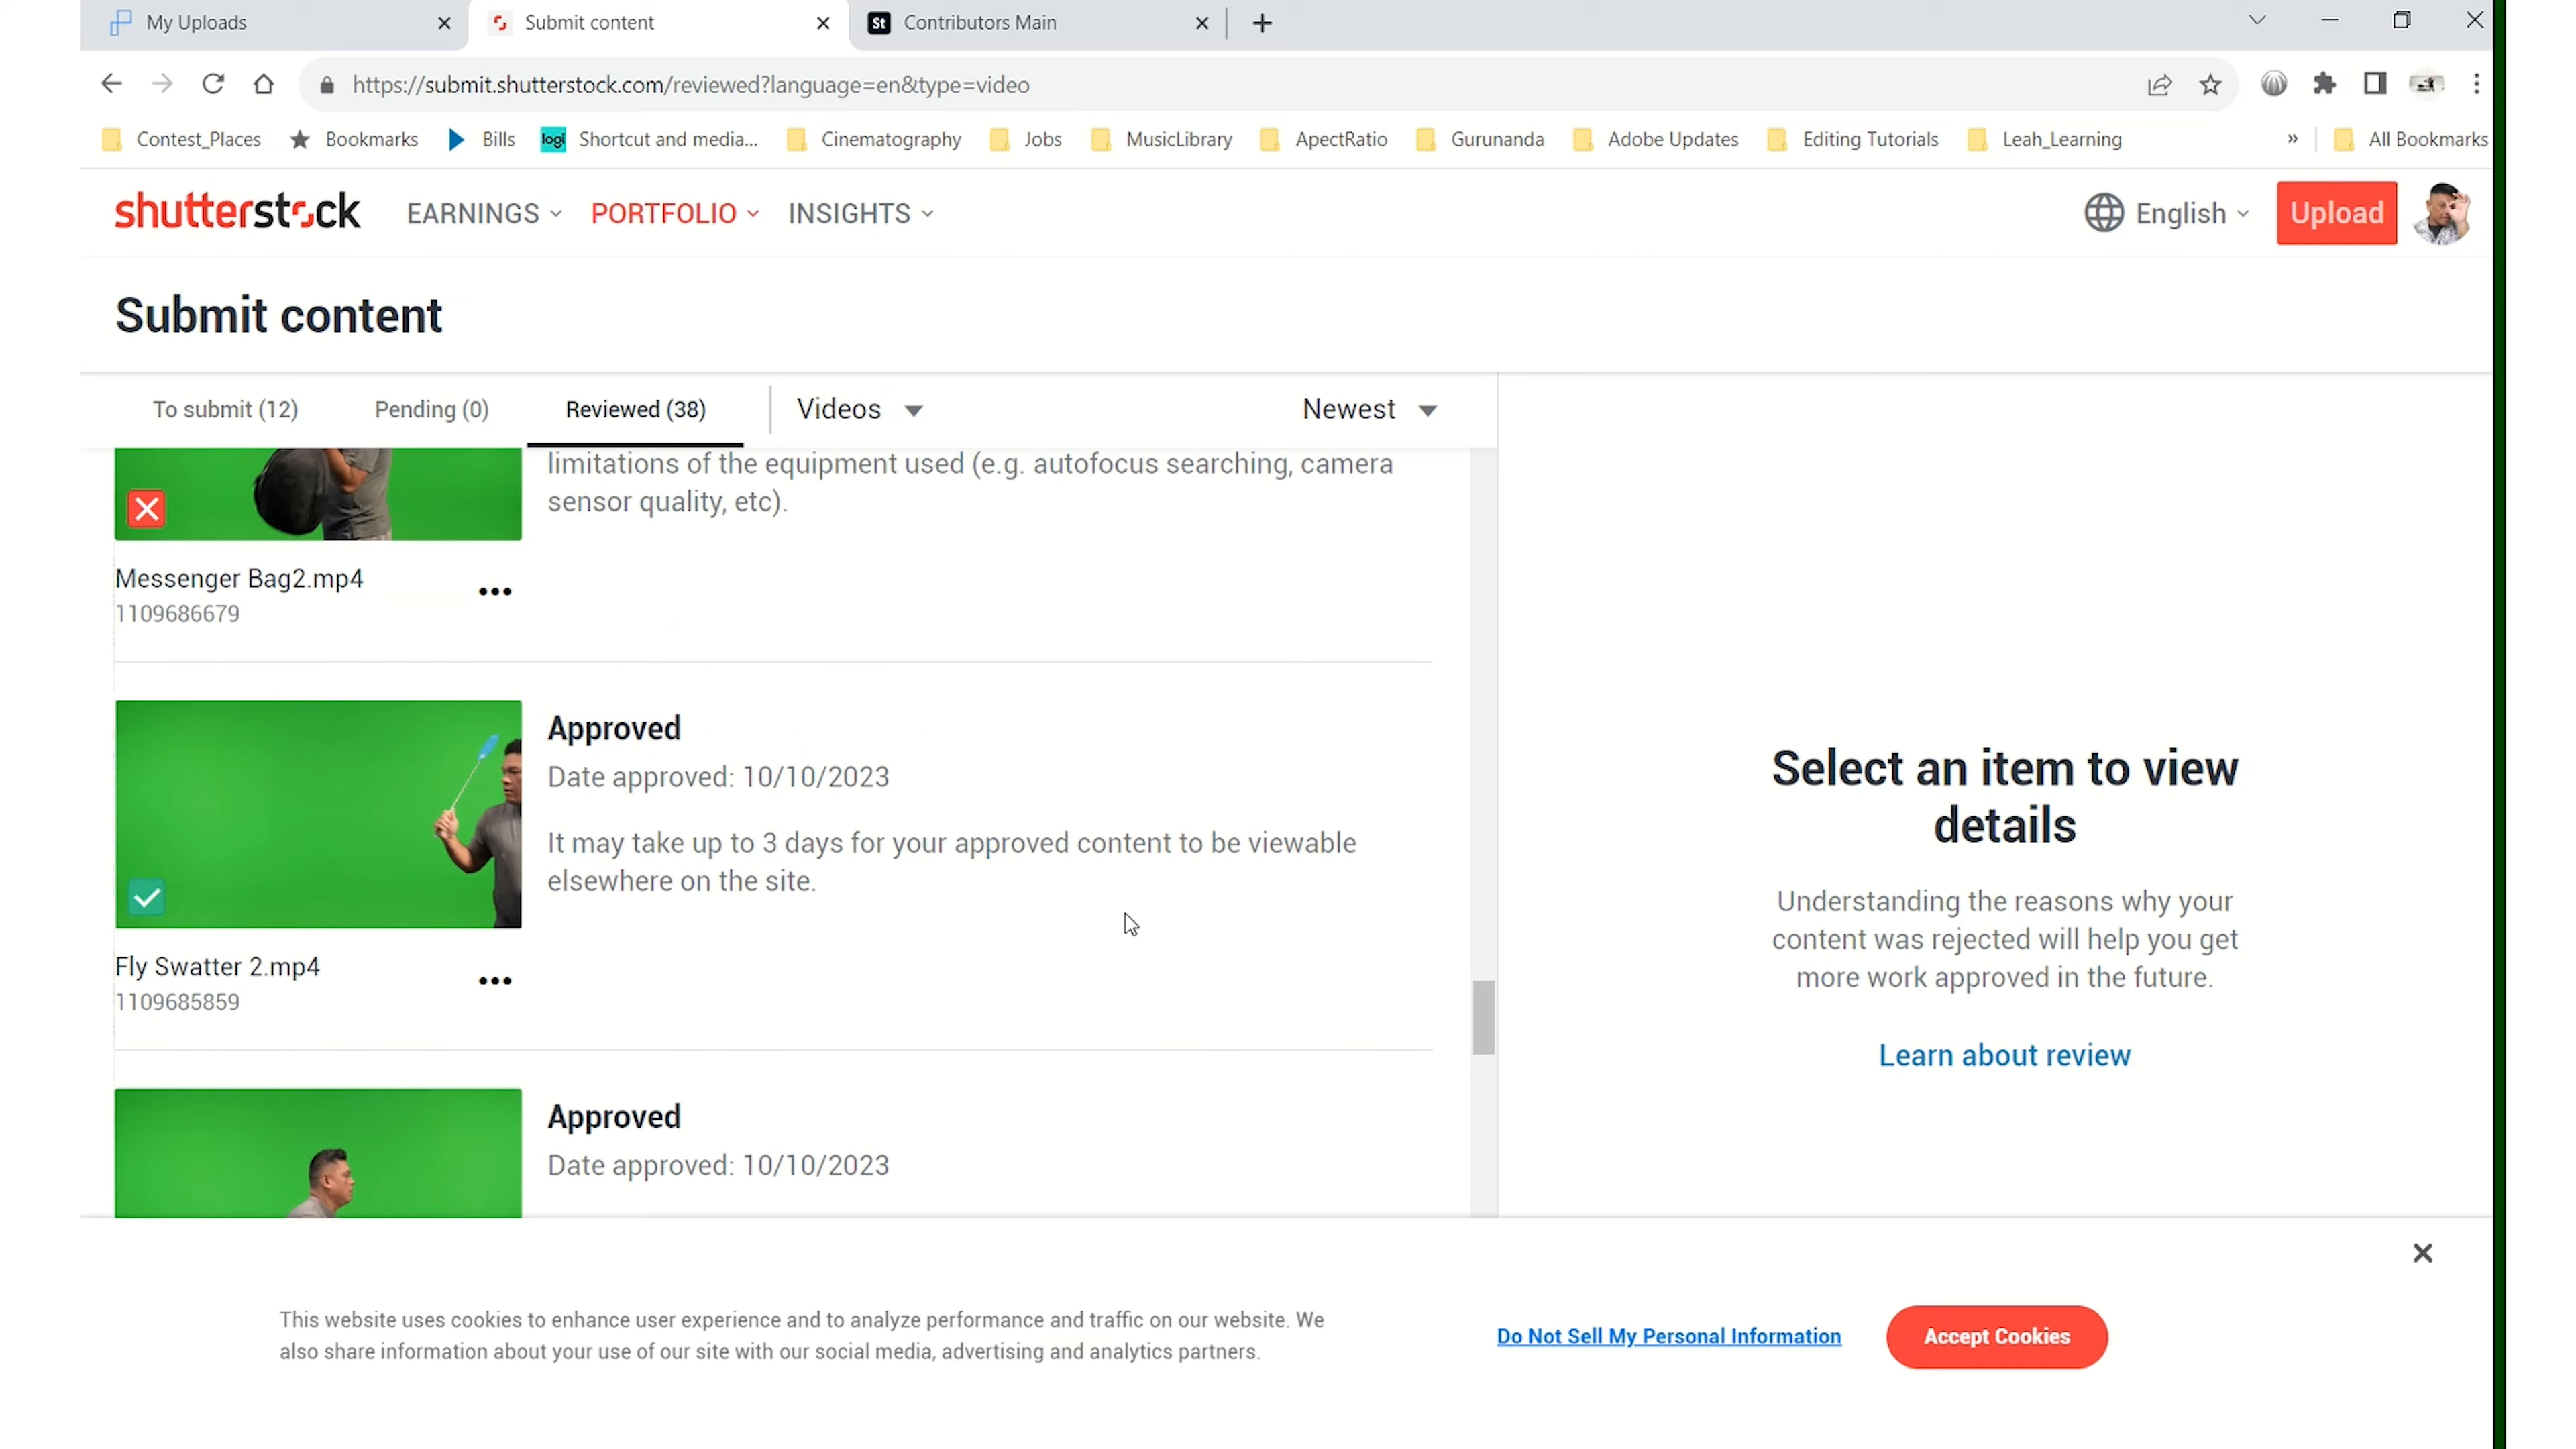 My Uploads
Submit content
St Contributors Main
https://submit.shutterstock.com/reviewed?language=en&type=video
Contest_Places Bookmarks Bills logi Shortcut and media... Cinematography Jobs MusicLibrary ApectRatio Gurunanda Adobe Updates Editing Tutorials Leah_Learning » All Bookmarks
shutterstock EARNINGS PORTFOLIO INSIGHTS English Upload
Submit content
To submit (12) Pending (0) Reviewed (38) Videos Newest
limitations of the equipment used (e.g. autofocus searching, camera
sensor quality, etc).
Messenger Bag2.mp4
1109686679
Approved
Date approved: 10/10/2023
It may take up to 3 days for your approved content to be viewable
elsewhere on the site.
Fly Swatter 2.mp4
1109685859
Approved
Date approved: 10/10/2023
Select an item to view
details
Understanding the reasons why your
content was rejected will help you get
more work approved in the future.
Learn about review
This website uses cookies to enhance user experience and to analyze performance and traffic on our website. We
also share information about your use of our site with our social media, advertising and analytics partners.
Do Not Sell My Personal Information
Accept Cookies